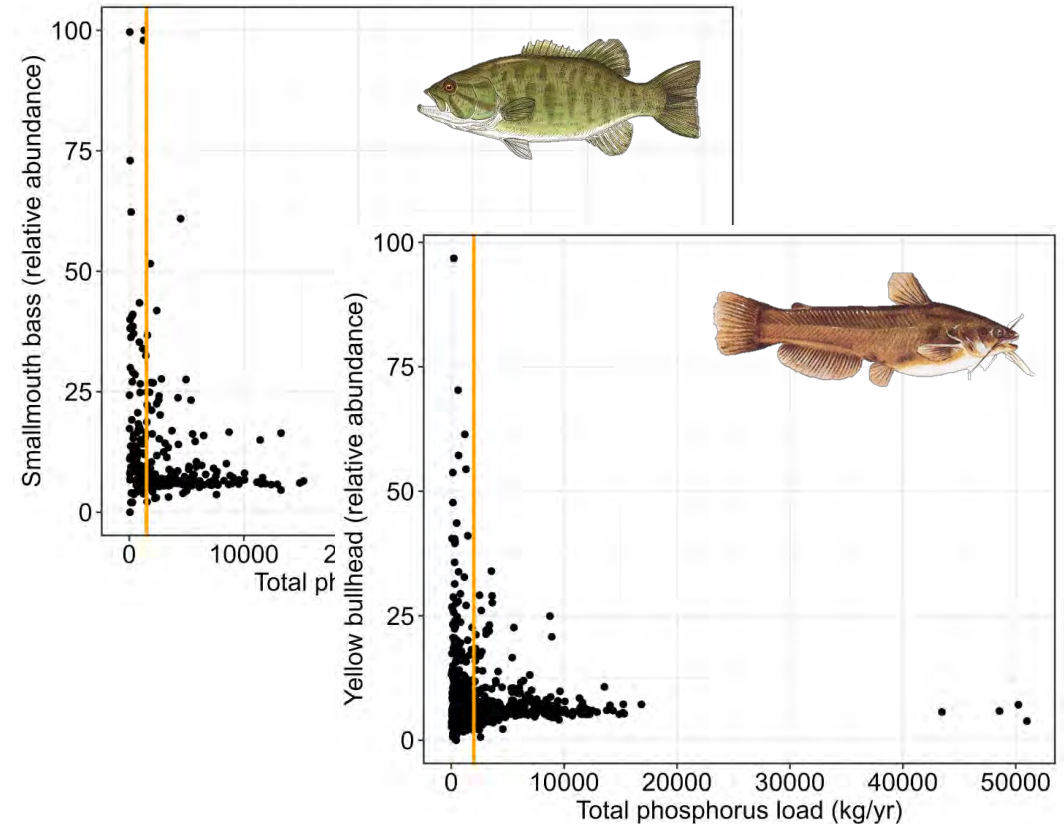 Smallmouth bass (relative abundance)
100
75
50
25
0
0 10000 2
Total ph
Yellow bullhead (relative abundance)
100
75
50
25
0
0 10000 20000 30000 40000 50000
Total phosphorus load (kg/yr)